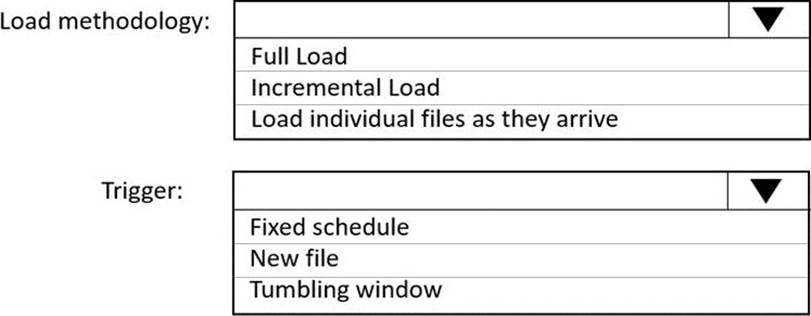 Load methodology:
Full Load
Incremental Load
Load individual files as they arrive
Trigger:
Fixed schedule
New file
Tumbling window